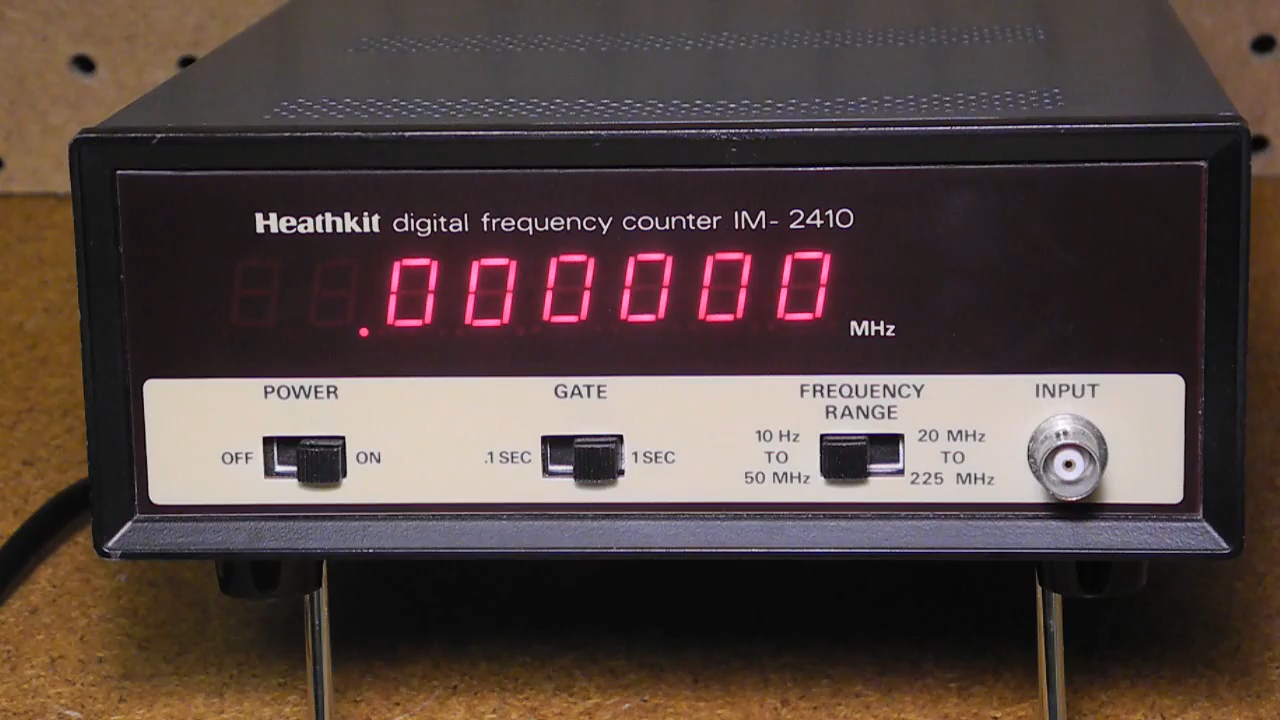 Heathkit digital frequency counter IM-2410
.000000 MHz
POWER
OFF ON
GATE
.1 SEC 1 SEC
FREQUENCY
RANGE
10 Hz
TO
50 MHz
20 MHz
TO
225 MHz
INPUT